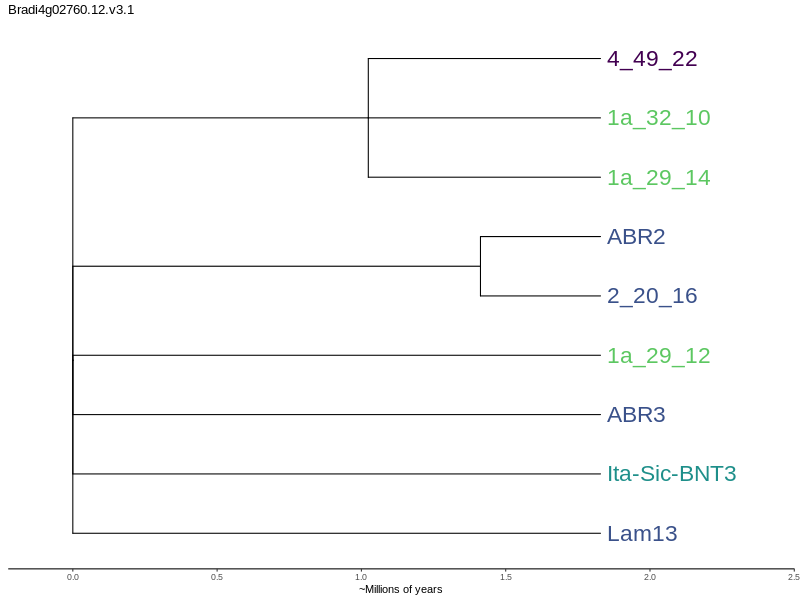 Bradi4g02760.12.v3.1
4_49_22
1a_32_10
1a_29_14
ABR2
2_20_16
1a_29_12
ABR3
Ita-Sic-BNT3
Lam13
0.0 0.5 1.0 1.5 2.0 2.5
~Millions of years